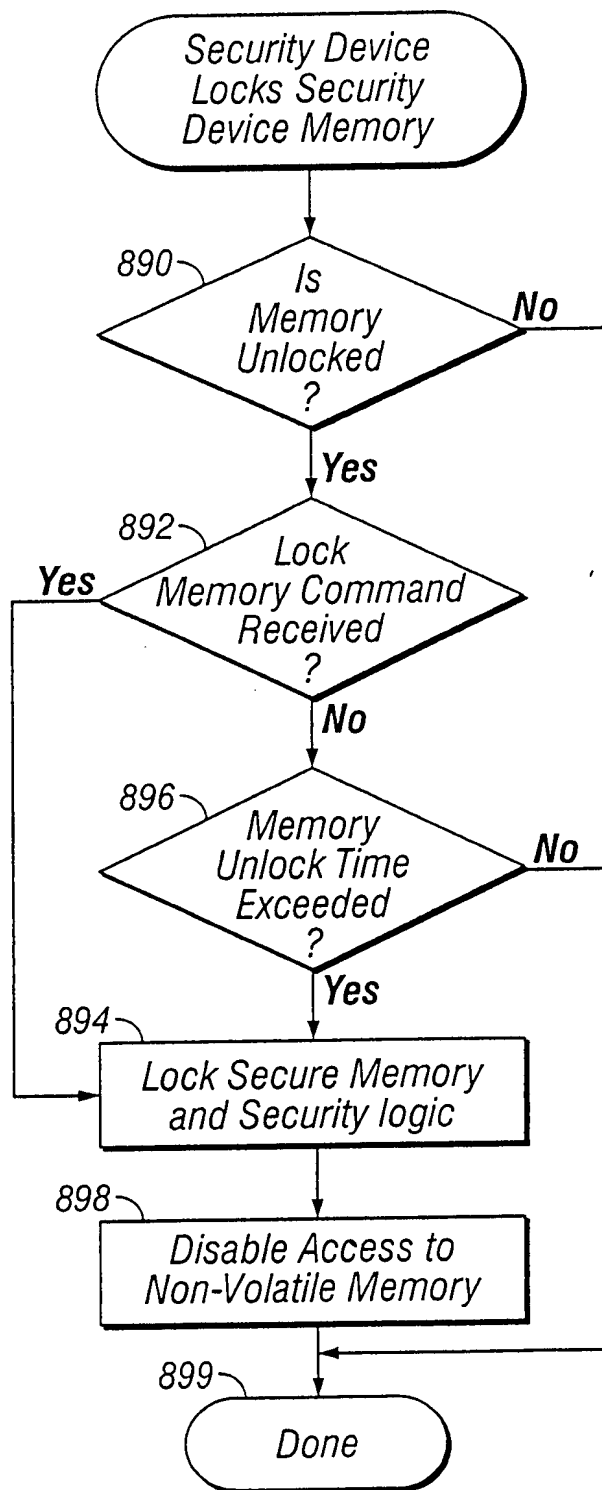 Security Device
Locks Security
Device Memory
890
Is
Memory
Unlocked
?
No
Yes
892
Lock
Memory Command
Received
?
Yes
No
896
Memory
Unlock Time
Exceeded
?
No
Yes
894
Lock Secure Memory
and Security logic
898
Disable Access to
Non-Volatile Memory
899
Done